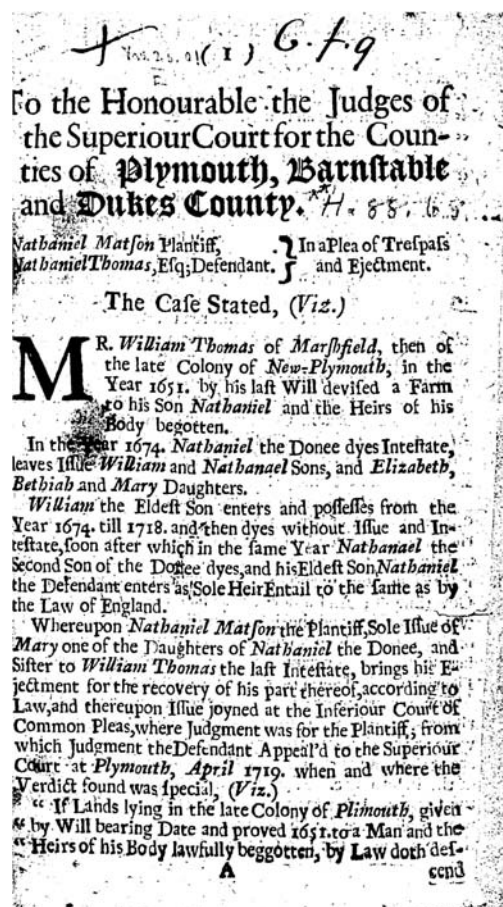 (1) C. f. 9
To the Honourable the Judges of
the Superiour Court for the Coun-
ties of Plymouth, Barnſtable
and Dukes County. H. 88. 65.
Nathaniel Matſon Plantiff,
Nathaniel Thomas, Eſq; Defendant. } In a Plea of Treſpaſs
and Ejectment.
The Caſe Stated, (Viz.)
MR. William Thomas of Marſhfield, then of
the late Colony of New-Plymouth, in the
Year 1651. by his laſt Will deviſed a Farm
to his Son Nathaniel and the Heirs of his
Body begotten.
In the Year 1674. Nathaniel the Donee dyes Inteſtate,
leaves Iſſue William and Nathanael Sons, and Elizabeth,
Bethiah and Mary Daughters.
William the Eldeſt Son enters and poſſeſſes from the
Year 1674. till 1718. and then dyes without Iſſue and In-
teſtate, ſoon after which in the ſame Year Nathanael the
Second Son of the Donee dyes, and his Eldeſt Son, Nathaniel
the Defendant enters as Sole Heir Entail to the ſame as by
the Law of England.
Whereupon Nathaniel Matſon the Plantiff, Sole Iſſue of
Mary one of the Daughters of Nathaniel the Donee, and
Siſter to William Thomas the laſt Inteſtate, brings his E-
jectment for the recovery of his part thereof, according to
Law, and thereupon Iſſue joyned at the Inferiour Court of
Common Pleas, where Judgment was for the Plantiff; from
which Judgment the Defendant Appeal'd to the Superiour
Court at Plymouth, April 1719. when and where the
Verdict found was ſpecial, (Viz.)
" If Lands lying in the late Colony of Plimouth, given
" by Will bearing Date and proved 1651. to a Man and the
" Heirs of his Body lawfully beggotten, by Law doth deſ-
A cend